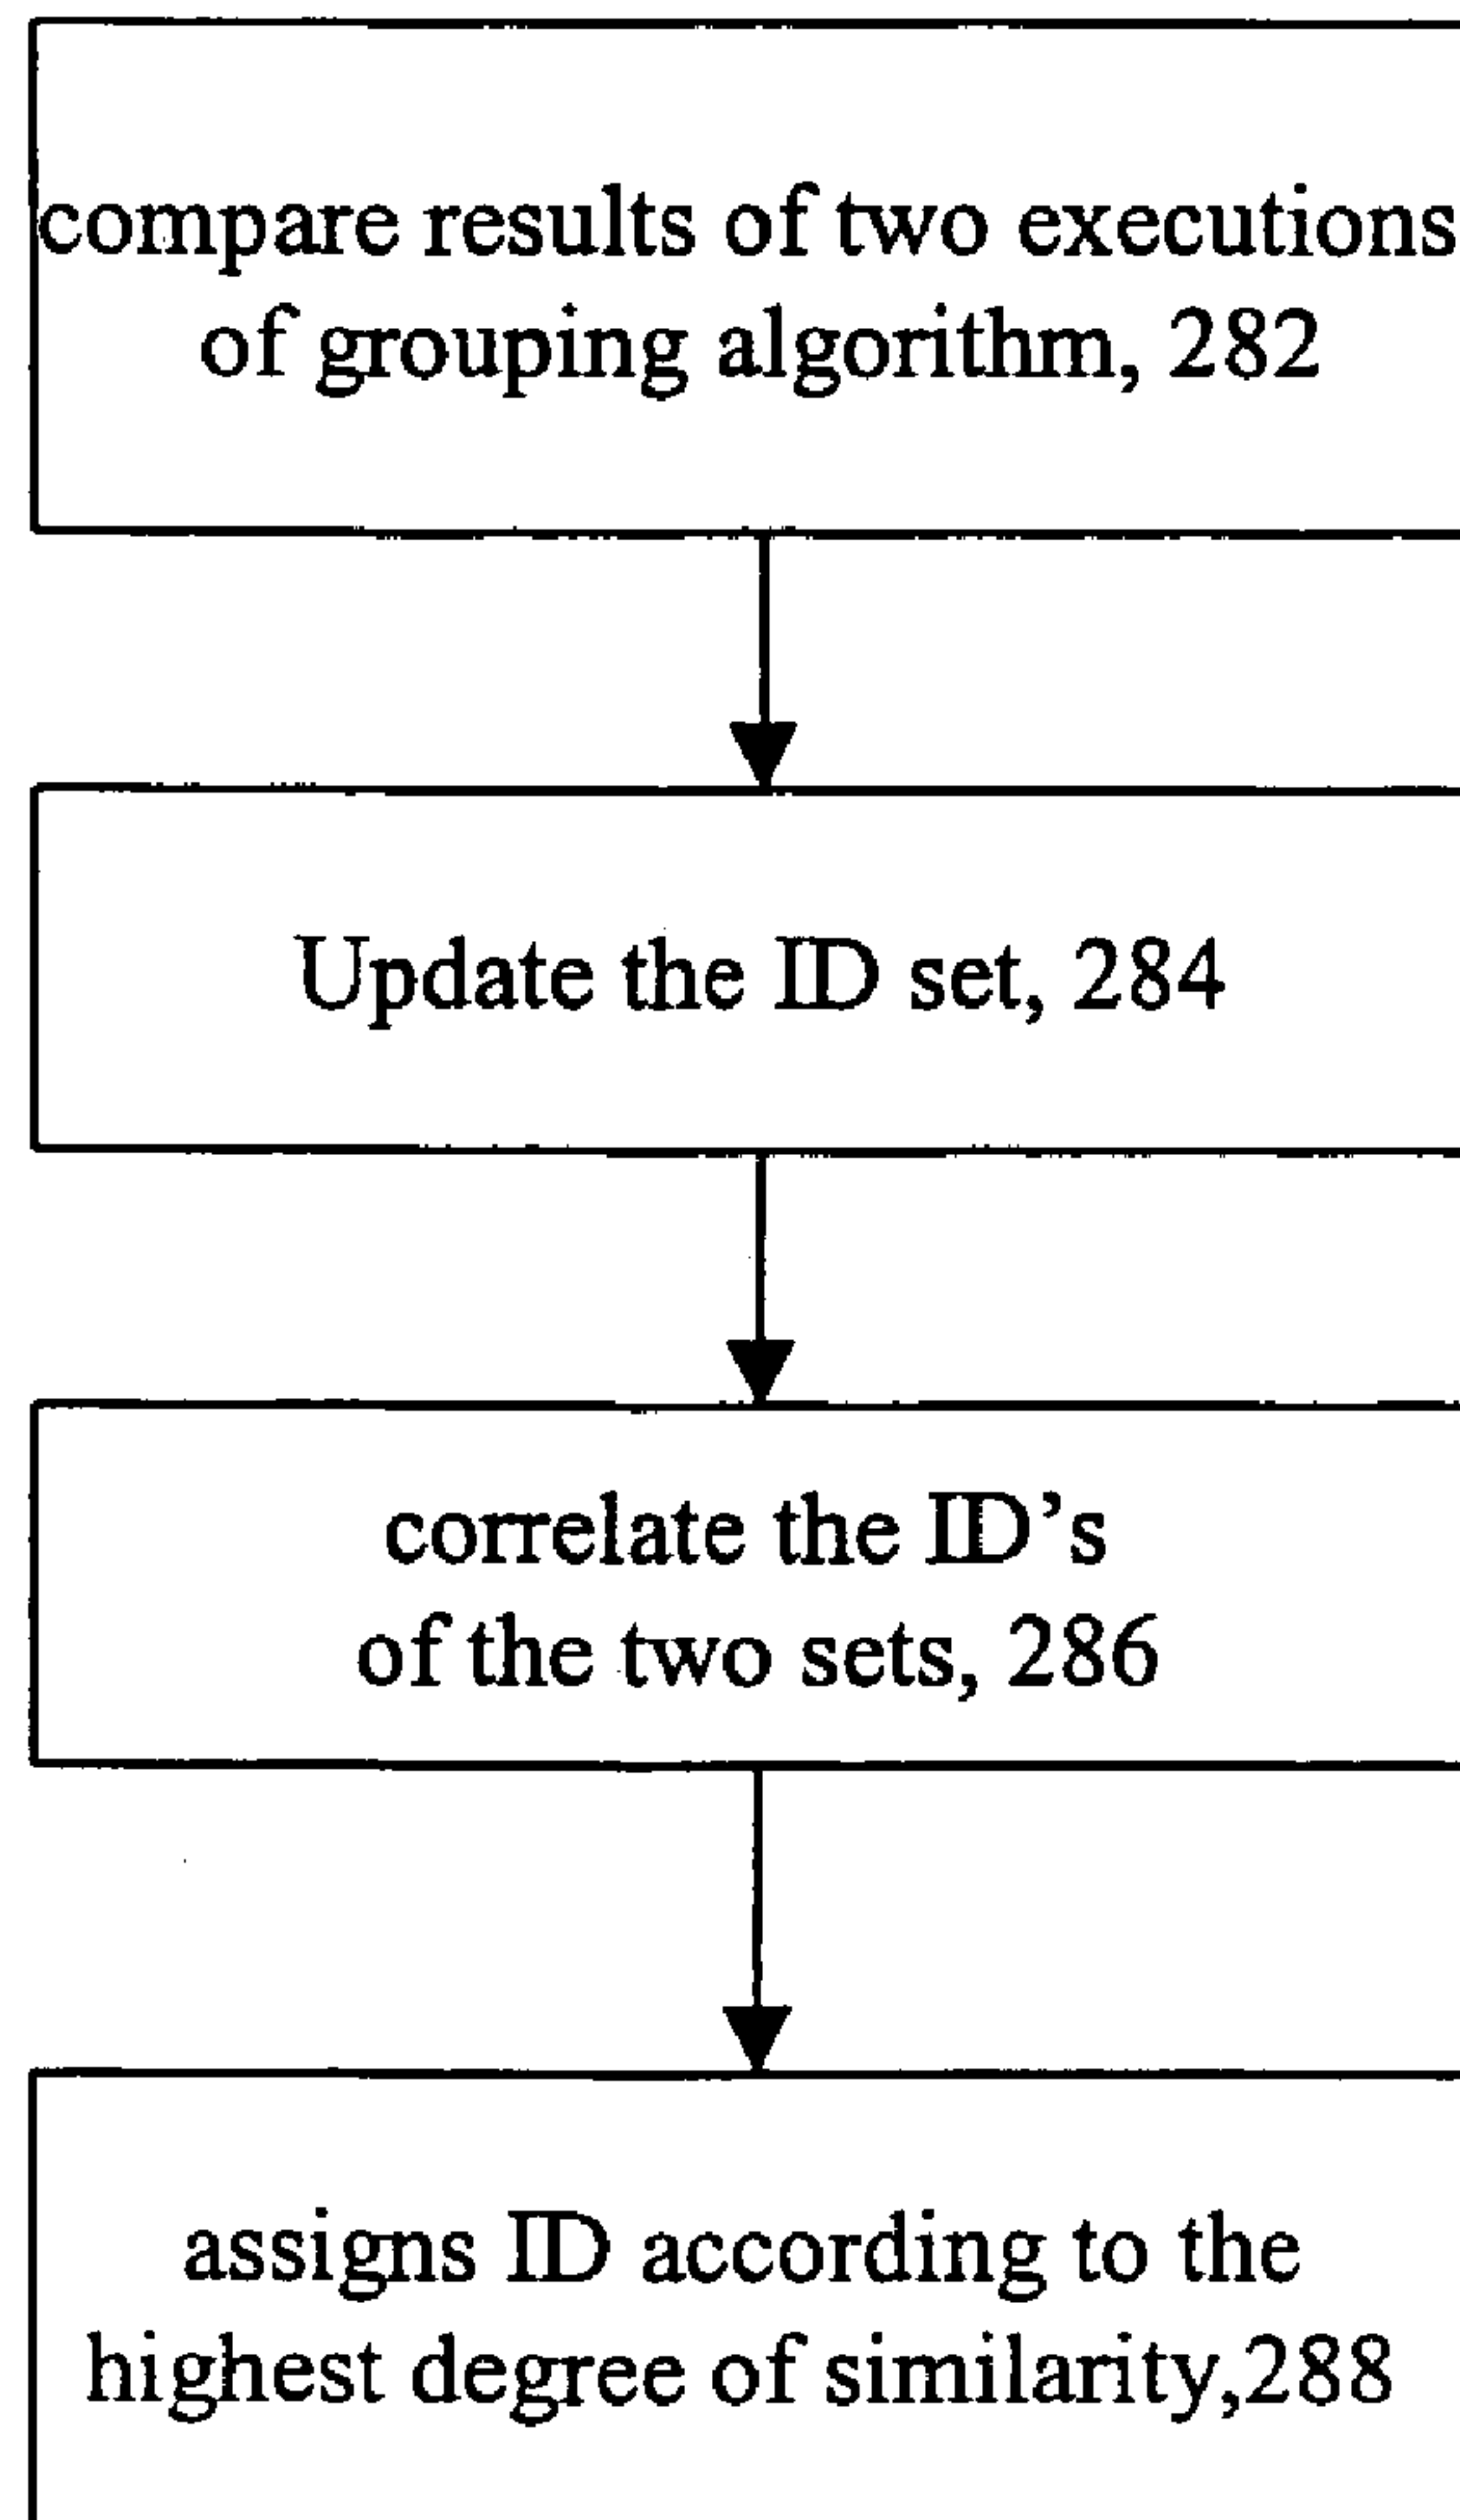 compare results of two executions
of grouping algorithm, 282
Update the ID set, 284
correlate the ID's
of the two sets, 286
assigns ID according to the
highest degree of similarity,288